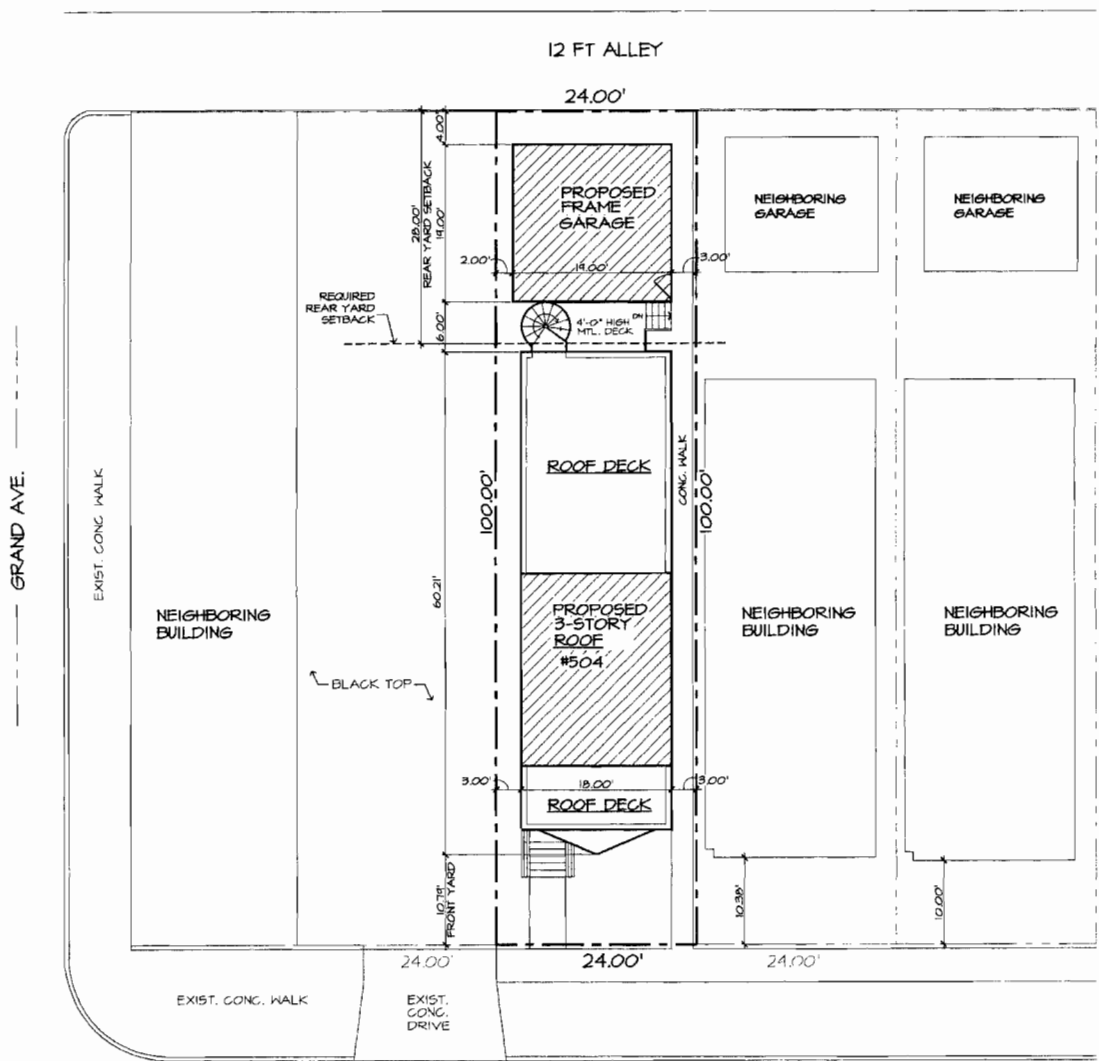 12 FT ALLEY
24.00'
4.00'
28.00'
REAR YARD SETBACK
19.00'
6.00'
PROPOSED
FRAME
GARAGE
2.00'
19.00'
3.00'
NEIGHBORING
GARAGE
NEIGHBORING
GARAGE
REQUIRED
REAR YARD
SETBACK
4'-0" HIGH
MTL. DECK
DN
ROOF DECK
CONC. WALK
100.00'
100.00'
GRAND AVE.
EXIST. CONC WALK
60.21'
NEIGHBORING
BUILDING
PROPOSED
3-STORY
ROOF
#504
NEIGHBORING
BUILDING
NEIGHBORING
BUILDING
BLACK TOP
3.00'
18.00'
3.00'
ROOF DECK
10.79'
FRONT YARD
10.38'
10.00'
24.00'
24.00'
24.00'
EXIST. CONC. WALK
EXIST.
CONC.
DRIVE